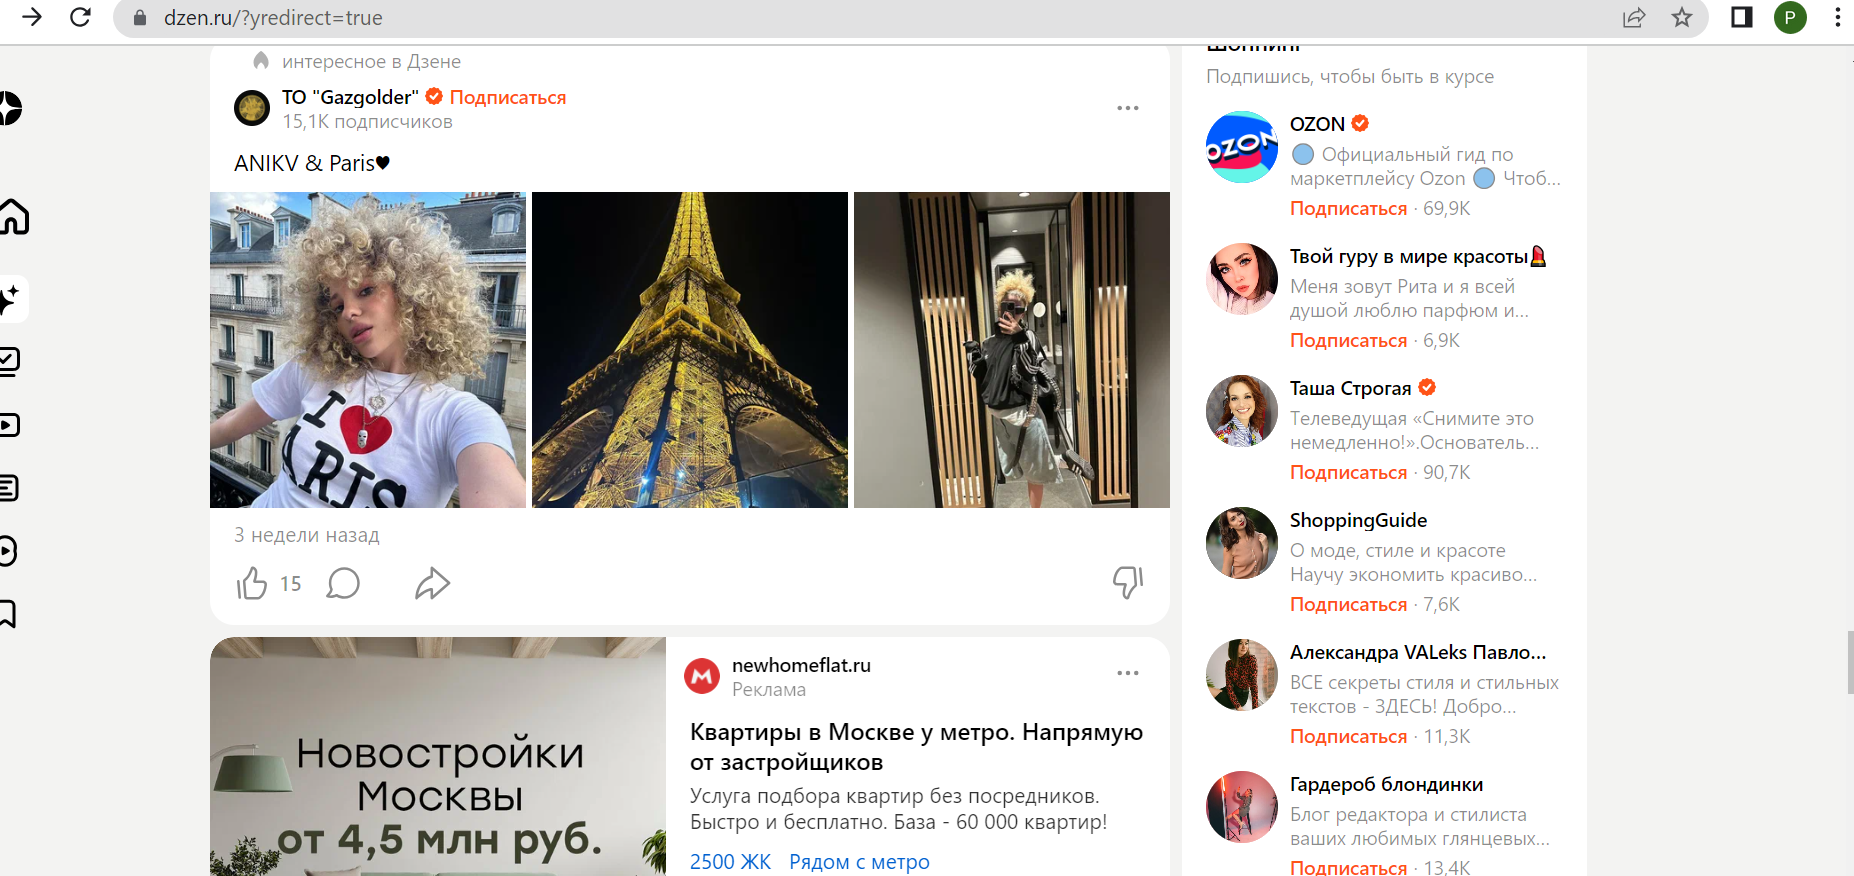 dzen.ru/?yredirect=true
P
интересное в Дзене
ТО "Gazgolder" Подписаться
15,1К подписчиков
ANIKV & Paris♥
I
ARIS
3 недели назад
15
newhomeflat.ru
Реклама
Квартиры в Москве у метро. Напрямую
от застройщиков
Услуга подбора квартир без посредников.
Быстро и бесплатно. База - 60 000 квартир!
2500 ЖК Рядом с метро
Новостройки
Москвы
от 4,5 млн руб.
Шоппинг
Подпишись, чтобы быть в курсе
OZON
OZON
Официальный гид по
маркетплейсу Ozon 🔵 Чтоб...
Подписаться · 69,9К
Твой гуру в мире красоты💄
Меня зовут Рита и я всей
душой люблю парфюм и...
Подписаться · 6,9К
Таша Строгая
Телеведущая «Снимите это
немедленно!».Основатель...
Подписаться · 90,7К
ShoppingGuide
О моде, стиле и красоте
Научу экономить красиво...
Подписаться · 7,6К
Александра VALeks Павло...
ВСЕ секреты стиля и стильных
текстов - ЗДЕСЬ! Добро...
Подписаться · 11,3К
Гардероб блондинки
Блог редактора и стилиста
ваших любимых глянцевых...
Подписаться · 13,4К